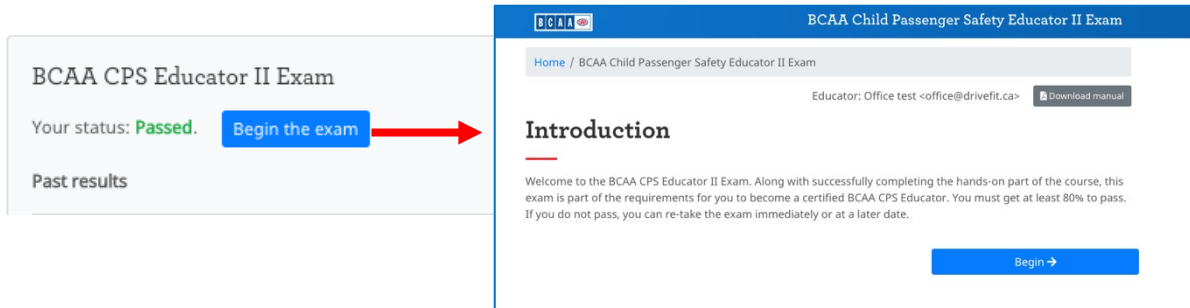 BCAA CPS Educator II Exam
Your status: Passed.
Begin the exam
Past results
BCAA
BCAA Child Passenger Safety Educator II Exam
Home / BCAA Child Passenger Safety Educator II Exam
Educator: Office test <office@drivefit.ca>
Download manual
Introduction
Welcome to the BCAA CPS Educator II Exam. Along with successfully completing the hands-on part of the course, this
exam is part of the requirements for you to become a certified BCAA CPS Educator. You must get at least 80% to pass.
If you do not pass, you can re-take the exam immediately or at a later date.
Begin →